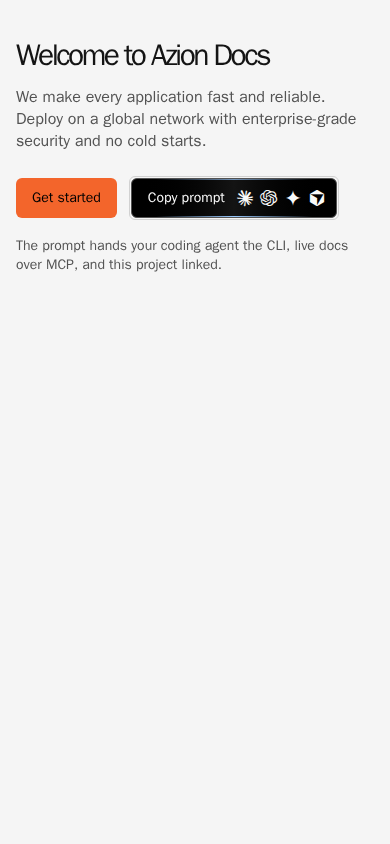 Welcome to Azion Docs
We make every application fast and reliable.
Deploy on a global network with enterprise-grade
security and no cold starts.
Get started
Copy prompt
The prompt hands your coding agent the CLI, live docs
over MCP, and this project linked.